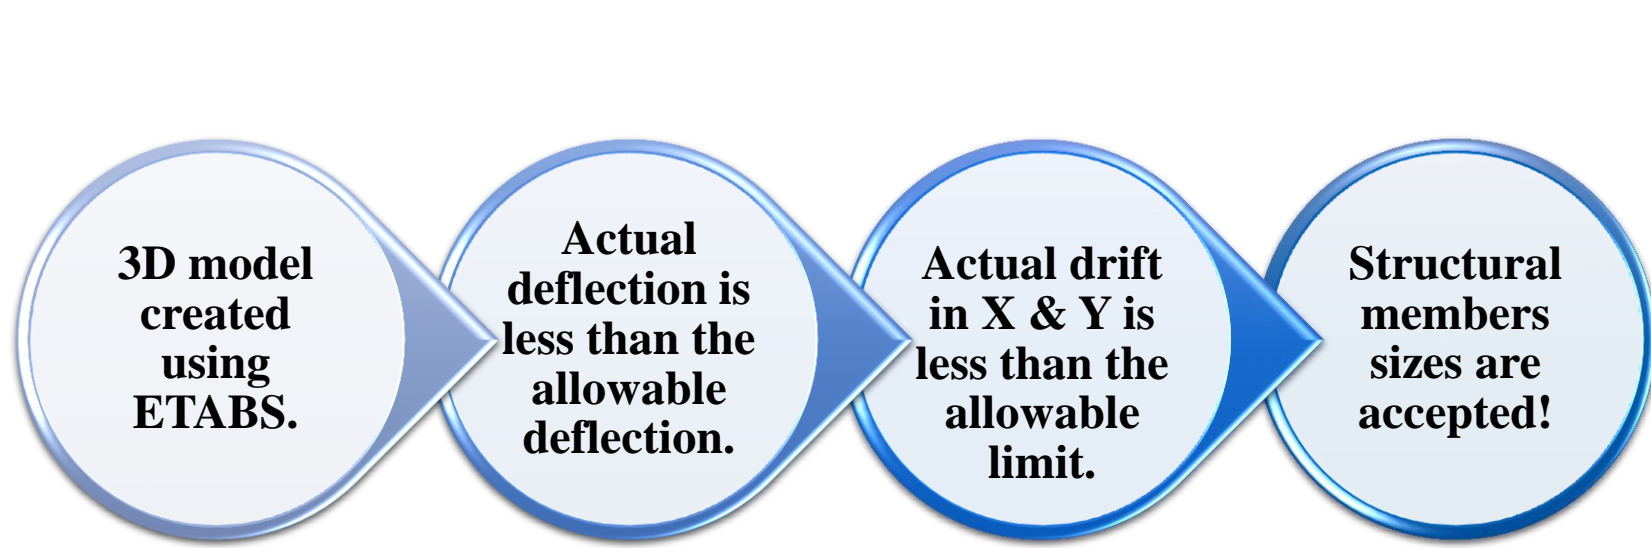 3D model
created
using
ETABS.
Actual
deflection is
less than the
allowable
deflection.
Actual drift
in X & Y is
less than the
allowable
limit.
Structural
members
sizes are
accepted!